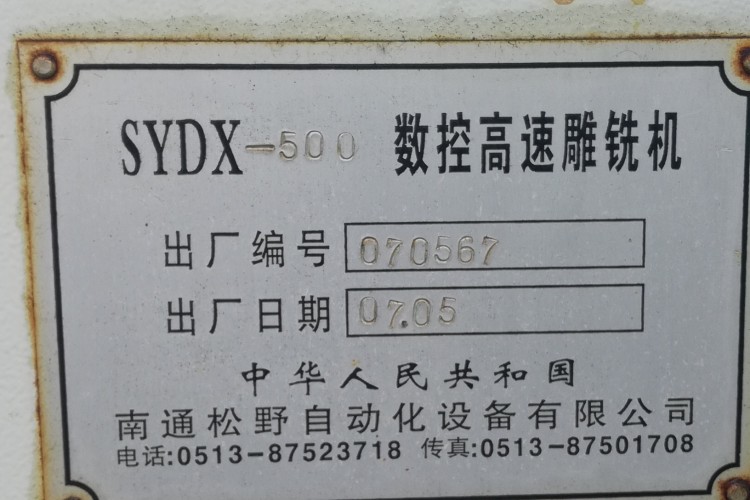 SYDX-500 数控高速雕铣机
出厂编号 070567
出厂日期 07.05
中华人民共和国
南通松野自动化设备有限公司
电话:0513-87523718 传真:0513-87501708